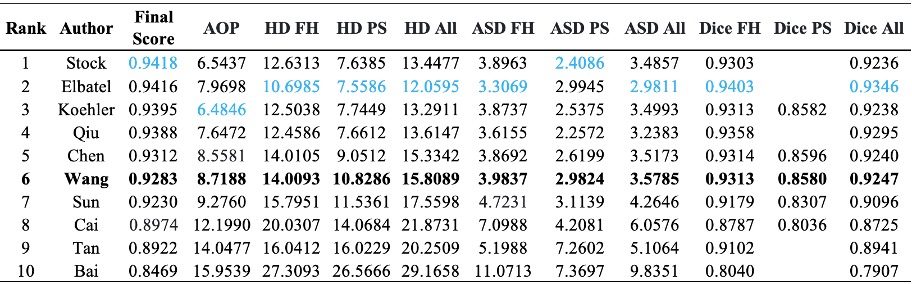 Rank Author Final Score AOP HD FH HD PS HD All ASD FH ASD PS ASD All Dice FH Dice PS Dice All
1 Stock 0.9418 6.5437 12.6313 7.6385 13.4477 3.8963 2.4086 3.4857 0.9303 0.9236
2 Elbatel 0.9416 7.9698 10.6985 7.5586 12.0595 3.3069 2.9945 2.9811 0.9403 0.9346
3 Koehler 0.9395 6.4846 12.5038 7.7449 13.2911 3.8737 2.5375 3.4993 0.9313 0.8582 0.9238
4 Qiu 0.9388 7.6472 12.4586 7.6612 13.6147 3.6155 2.2572 3.2383 0.9358 0.9295
5 Chen 0.9312 8.5581 14.0105 9.0512 15.3342 3.8692 2.6199 3.5173 0.9314 0.8596 0.9240
6 Wang 0.9283 8.7188 14.0093 10.8286 15.8089 3.9837 2.9824 3.5785 0.9313 0.8580 0.9247
7 Sun 0.9230 9.2760 15.7951 11.5361 17.5598 4.7231 3.1139 4.2646 0.9179 0.8307 0.9096
8 Cai 0.8974 12.1990 20.0307 14.0684 21.8731 7.0988 4.2081 6.0576 0.8787 0.8036 0.8725
9 Tan 0.8922 14.0477 16.0412 16.0229 20.2509 5.1988 7.2602 5.1064 0.9102 0.8941
10 Bai 0.8469 15.9539 27.3093 26.5666 29.1658 11.0713 7.3697 9.8351 0.8040 0.7907